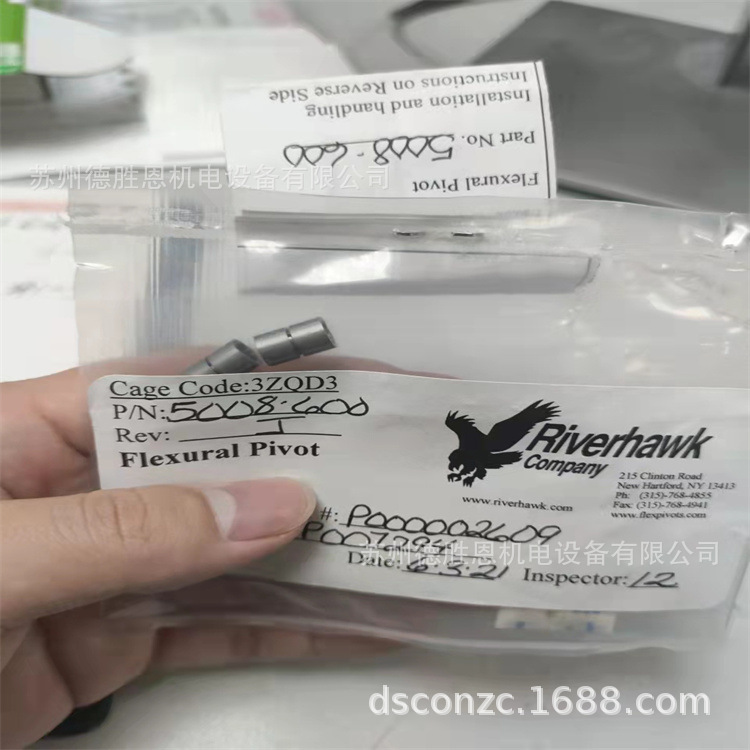 Flexural Pivot
Part No. 5008-600
Installation and handling
Instructions on Reverse Side
苏州德胜恩机电设备有限公司
Cage Code:3ZQD3
P/N: 5008-600
Rev: I
Flexural Pivot
Riverhawk
Company
www.riverhawk.com
215 Clinton Road
New Hartford, NY 13413
Ph: (315)-768-4855
Fax: (315)-768-4941
www.flexpivots.com
#: P000002609
苏州德胜恩机电设备有限公司
Date: 6.3.21 Inspector: 12
dsconzc.1688.com